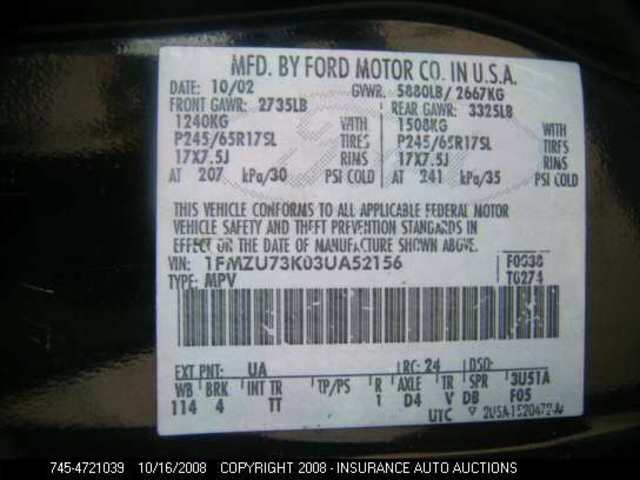 MFD. BY FORD MOTOR CO. IN U.S.A.
DATE: 10/02 GVWR: 5880LB/ 2667KG
FRONT GAWR: 2735LB REAR GAWR: 3325LB
1240KG WITH 1508KG WITH
P245/65R17SL TIRES P245/65R17SL TIRES
17X7.5J RIMS 17X7.5J RIMS
AT 207 kPa/30 PSI COLD AT 241 kPa/35 PSI COLD
THIS VEHICLE CONFORMS TO ALL APPLICABLE FEDERAL MOTOR
VEHICLE SAFETY AND THEFT PREVENTION STANDARDS IN
EFFECT ON THE DATE OF MANUFACTURE SHOWN ABOVE.
VIN: 1FMZU73K03UA52156 F0038
TYPE: MPV T0274
EXT PNT: UA RC: 24 DSO:
WB BRK INT TR TP/PS R AXLE TR SPR 3U51A
114 4 TT 1 D4 V DB F05
UTC
745-4721039 10/16/2008 COPYRIGHT 2008 - INSURANCE AUTO AUCTIONS